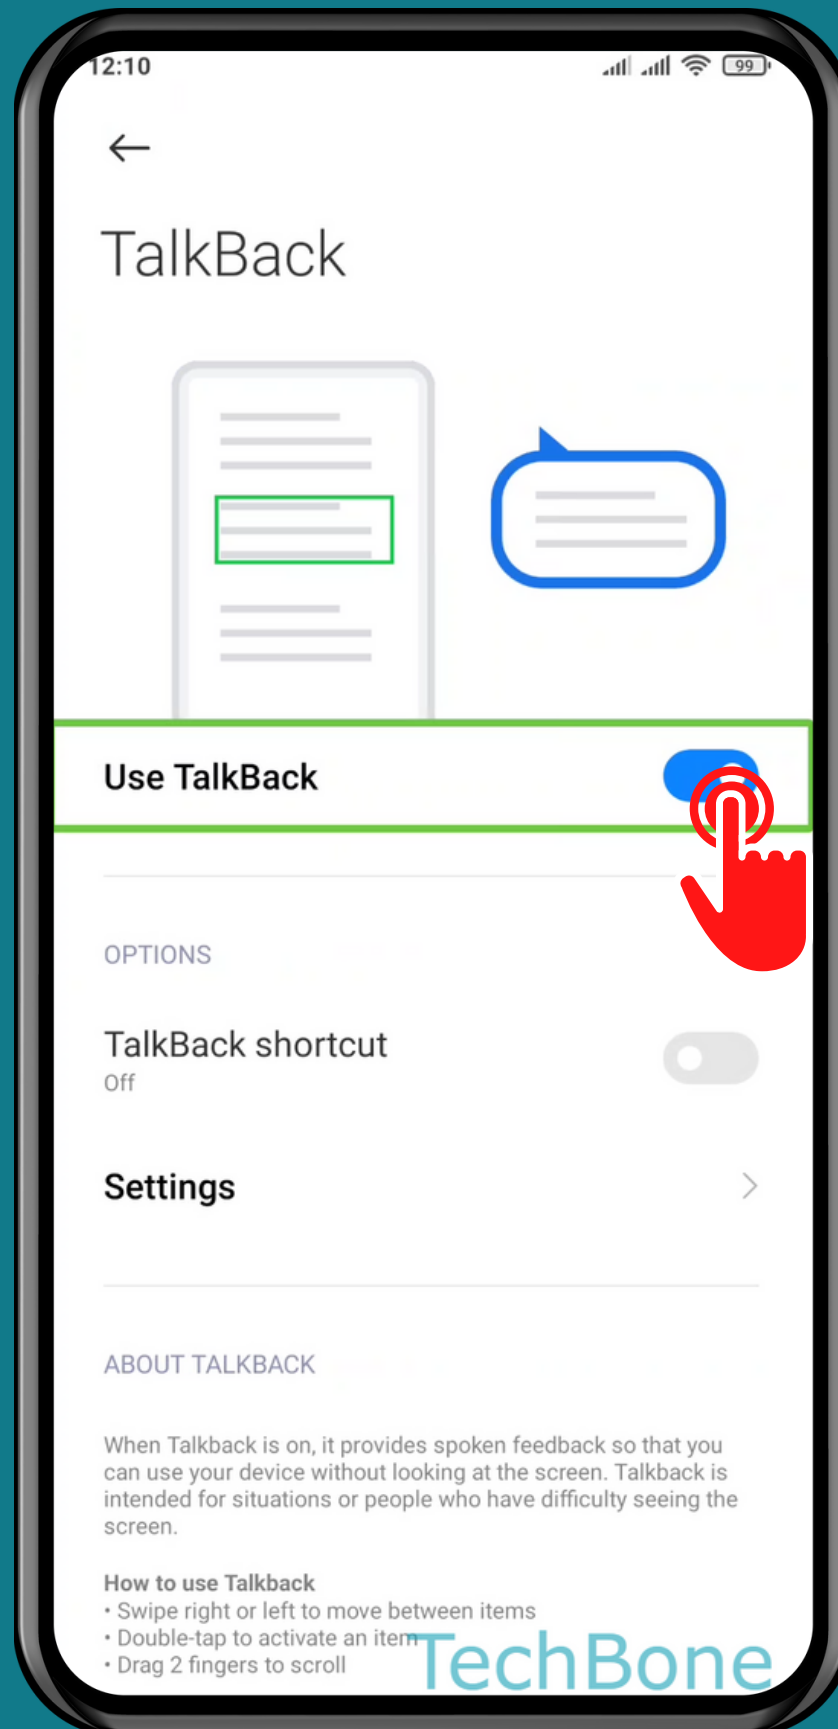 12:10
99
TalkBack
Use TalkBack
OPTIONS
TalkBack shortcut
Off
Settings
ABOUT TALKBACK
When Talkback is on, it provides spoken feedback so that you
can use your device without looking at the screen. Talkback is
intended for situations or people who have difficulty seeing the
screen.
How to use Talkback
• Swipe right or left to move between items
• Double-tap to activate an item
• Drag 2 fingers to scroll
TechBone